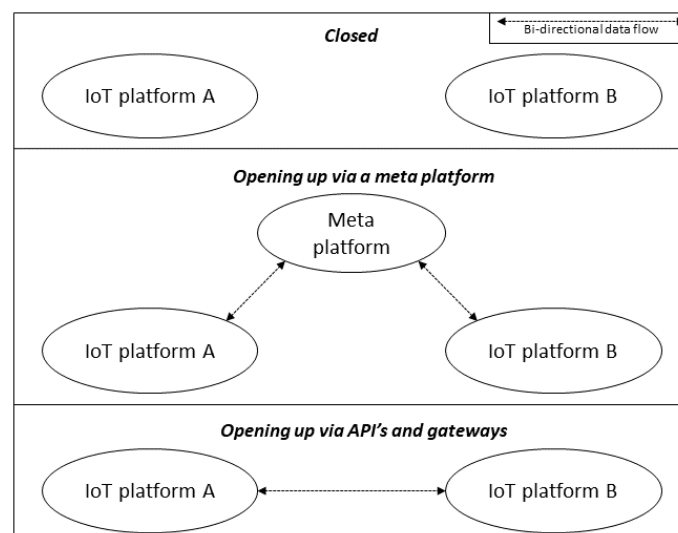 Closed
Bi-directional data flow
IoT platform A
IoT platform B
Opening up via a meta platform
Meta
platform
IoT platform A
IoT platform B
Opening up via API's and gateways
IoT platform A
IoT platform B